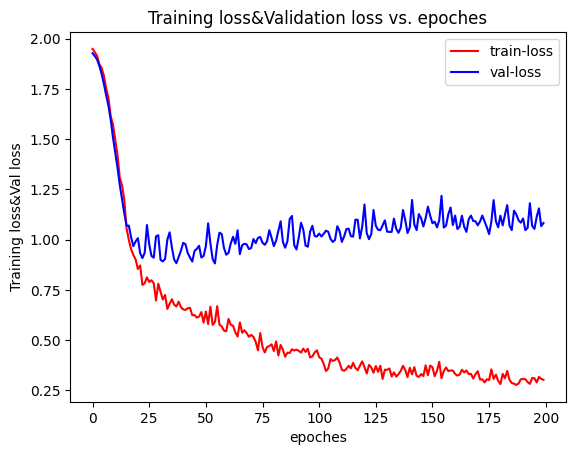 Training loss&Validation loss vs. epoches
train-loss
val-loss
Training loss&Val loss
2.00
1.75
1.50
1.25
1.00
0.75
0.50
0.25
0 25 50 75 100 125 150 175 200
epoches